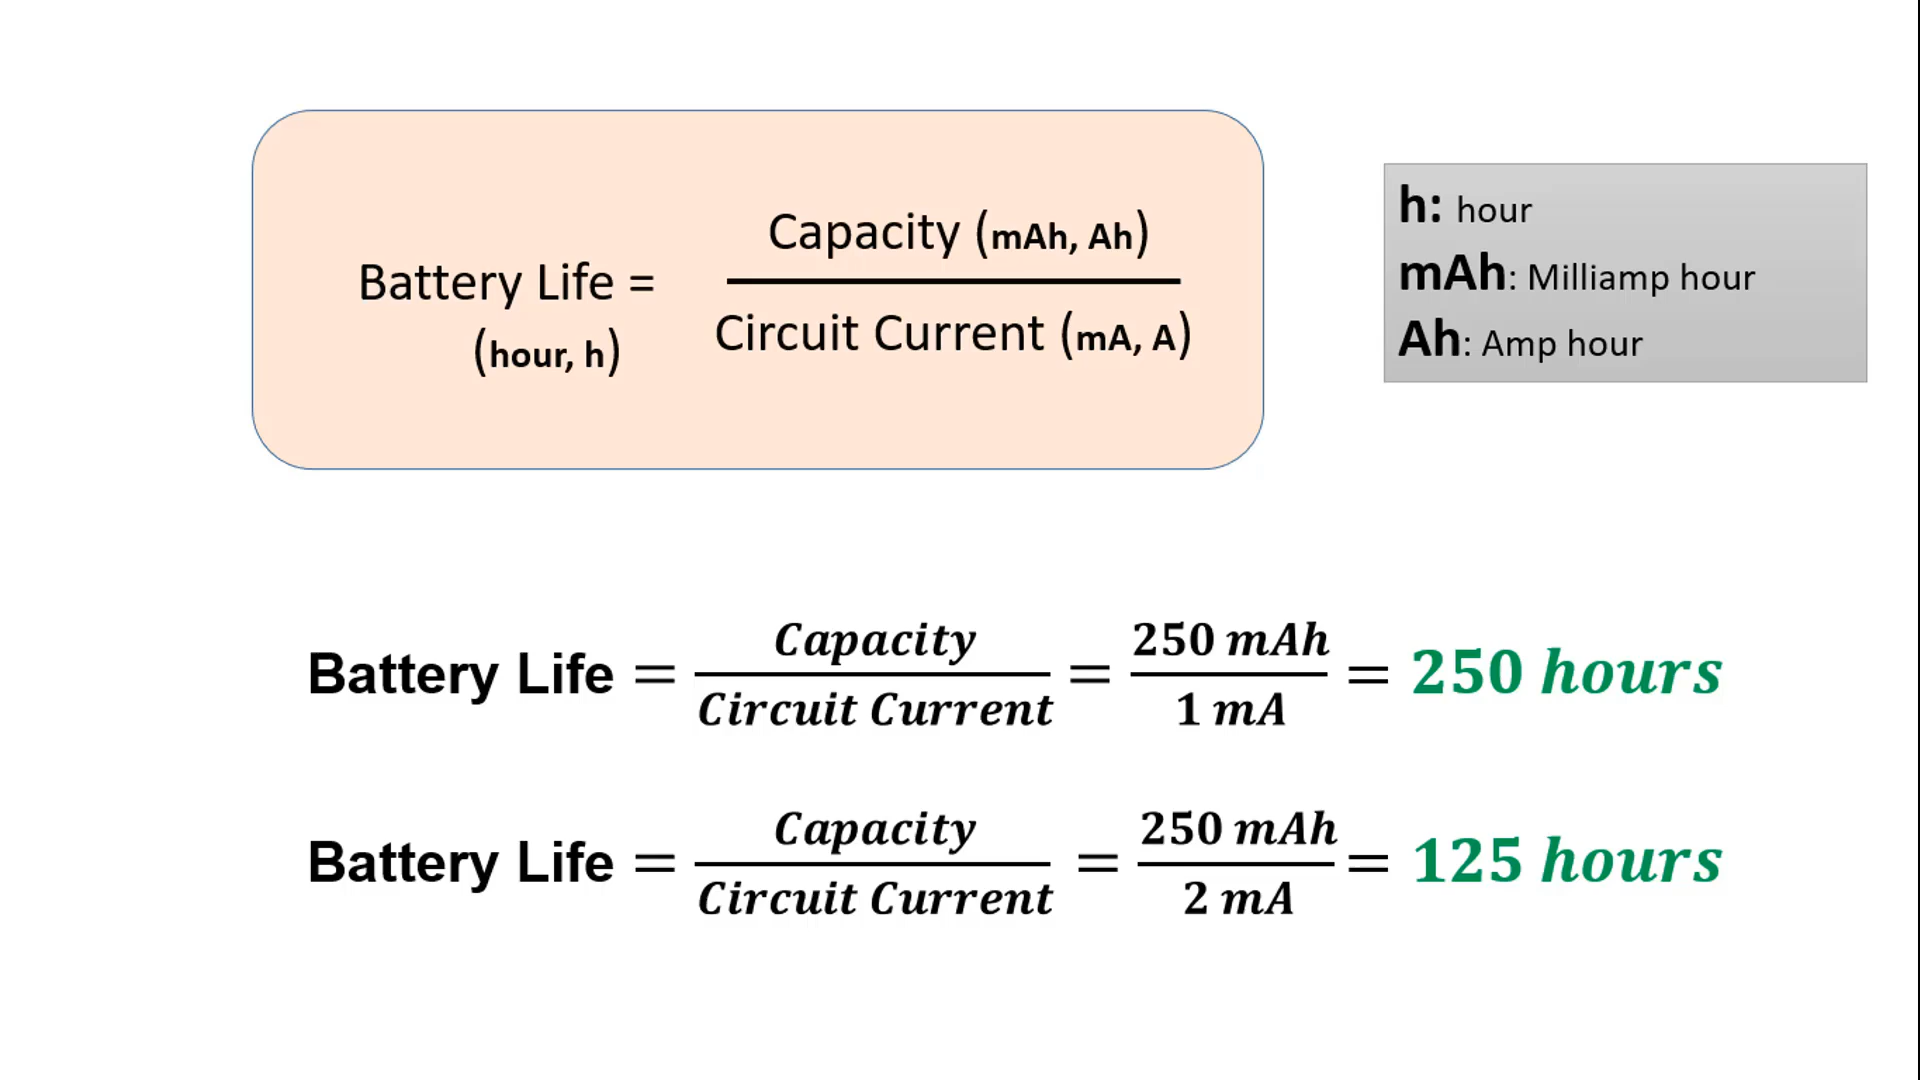 Battery Life = Capacity (mAh, Ah)
(hour, h) Circuit Current (mA, A)
h: hour
mAh: Milliamp hour
Ah: Amp hour
Battery Life = Capacity / Circuit Current = 250 mAh / 1 mA = 250 hours
Battery Life = Capacity / Circuit Current = 250 mAh / 2 mA = 125 hours